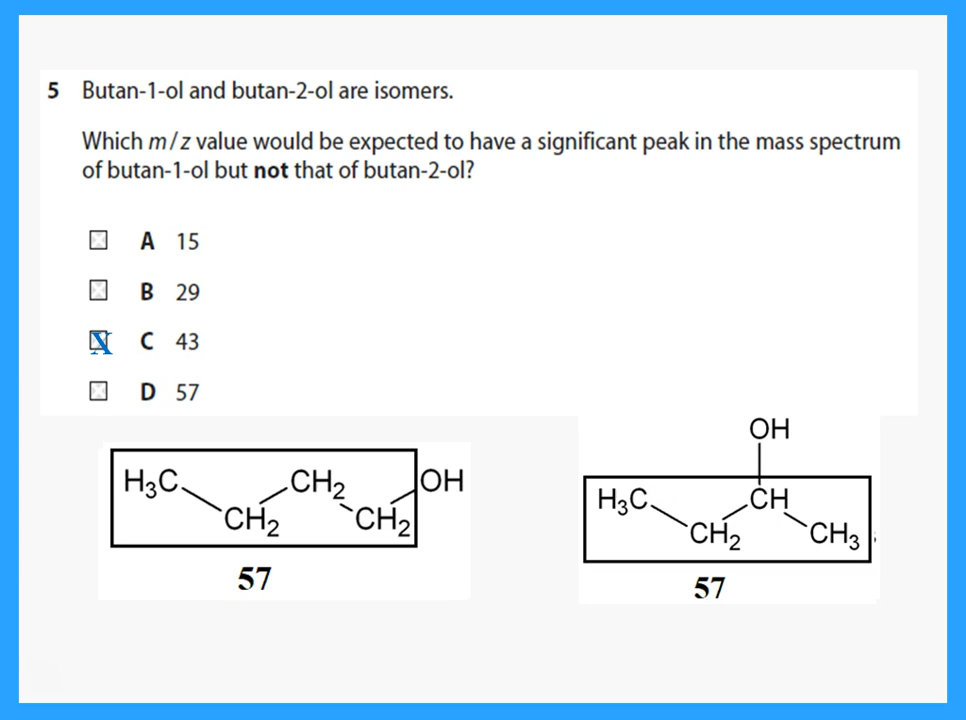 5 Butan-1-ol and butan-2-ol are isomers.
Which m/z value would be expected to have a significant peak in the mass spectrum
of butan-1-ol but not that of butan-2-ol?
A 15
B 29
X C 43
D 57
OH
H3C CH2 OH
CH2 CH2
57
H3C CH
CH2 CH3
57